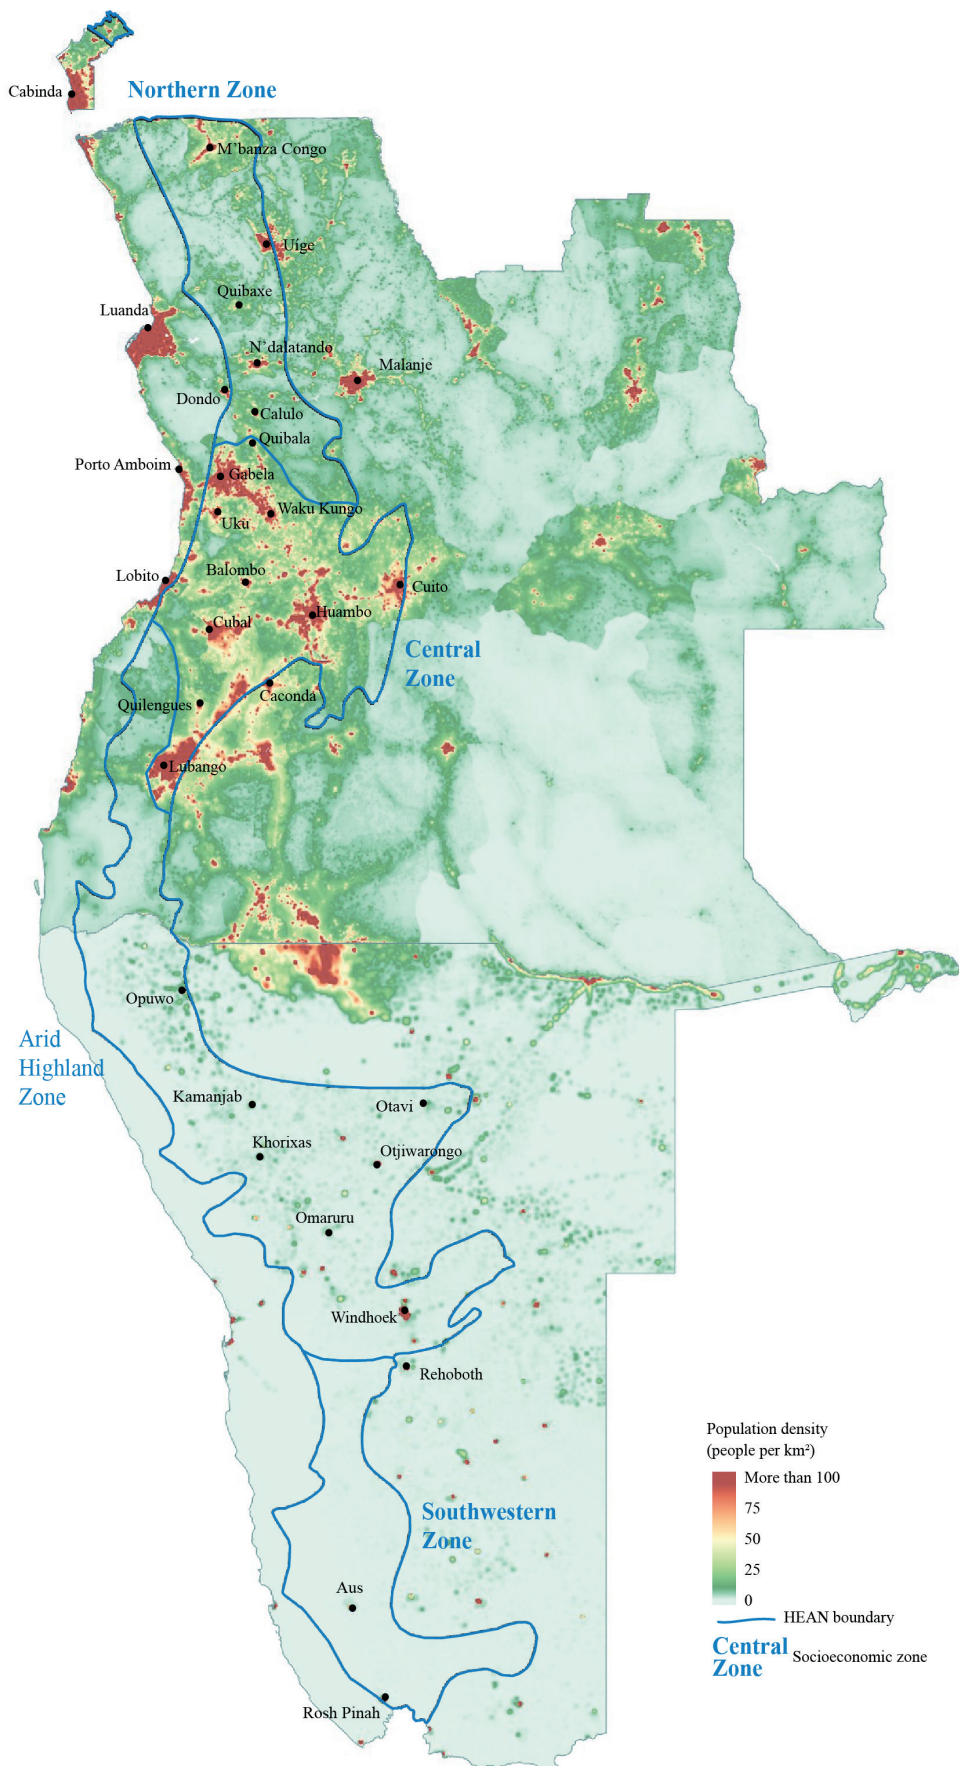 Cabinda
Northern Zone
M'banza Congo
Uíge
Quibaxe
Luanda
N'dalatando
Malanje
Dondo
Calulo
Quibala
Porto Amboim
Gabela
Waku Kungo
Uku
Balombo
Lobito
Cuito
Huambo
Cubal
Central
Zone
Caconda
Quilengues
Lubango
Opuwo
Arid
Highland
Zone
Kamanjab
Otavi
Khorixas
Otjiwarongo
Omaruru
Windhoek
Rehoboth
Population density
(people per km²)
More than 100
75
50
25
0
Southwestern
Zone
Aus
HEAN boundary
Central
Zone
Socioeconomic zone
Rosh Pinah